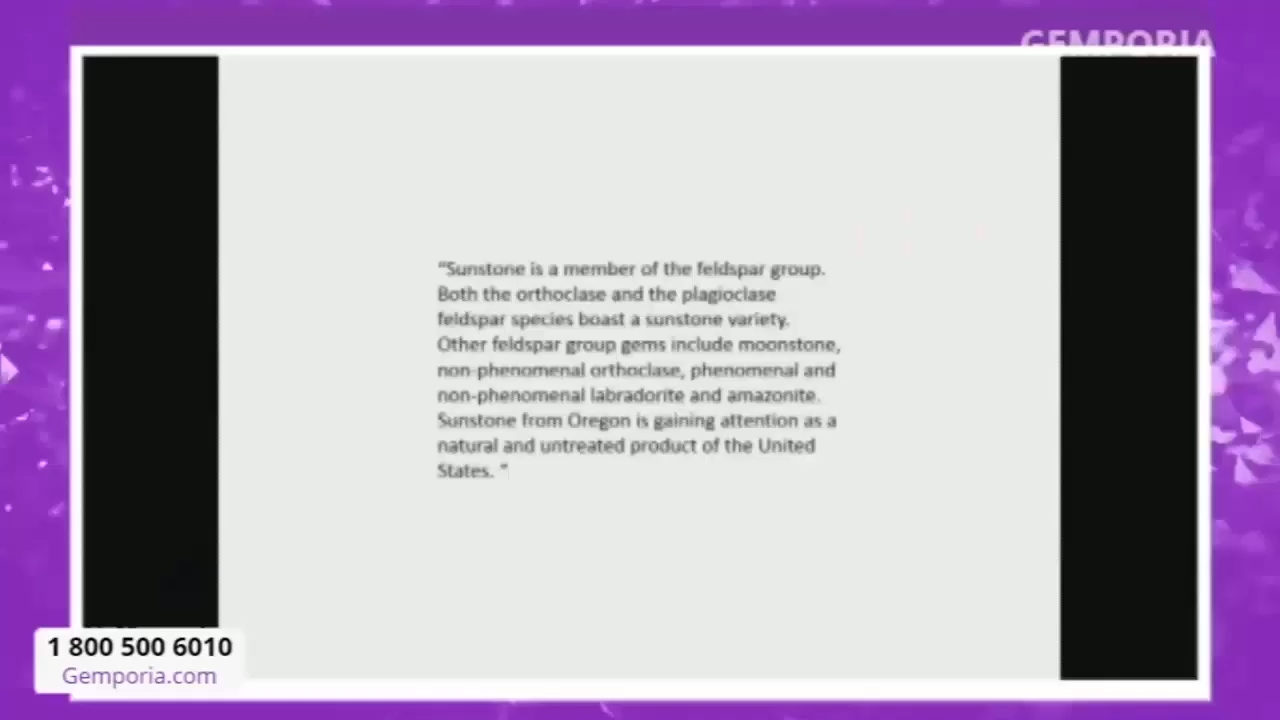 GEMPORIA
"Sunstone is a member of the feldspar group.
Both the orthoclase and the plagioclase
feldspar species boast a sunstone variety.
Other feldspar group gems include moonstone,
non-phenomenal orthoclase, phenomenal and
non-phenomenal labradorite and amazonite.
Sunstone from Oregon is gaining attention as a
natural and untreated product of the United
States. "
1 800 500 6010
Gemporia.com